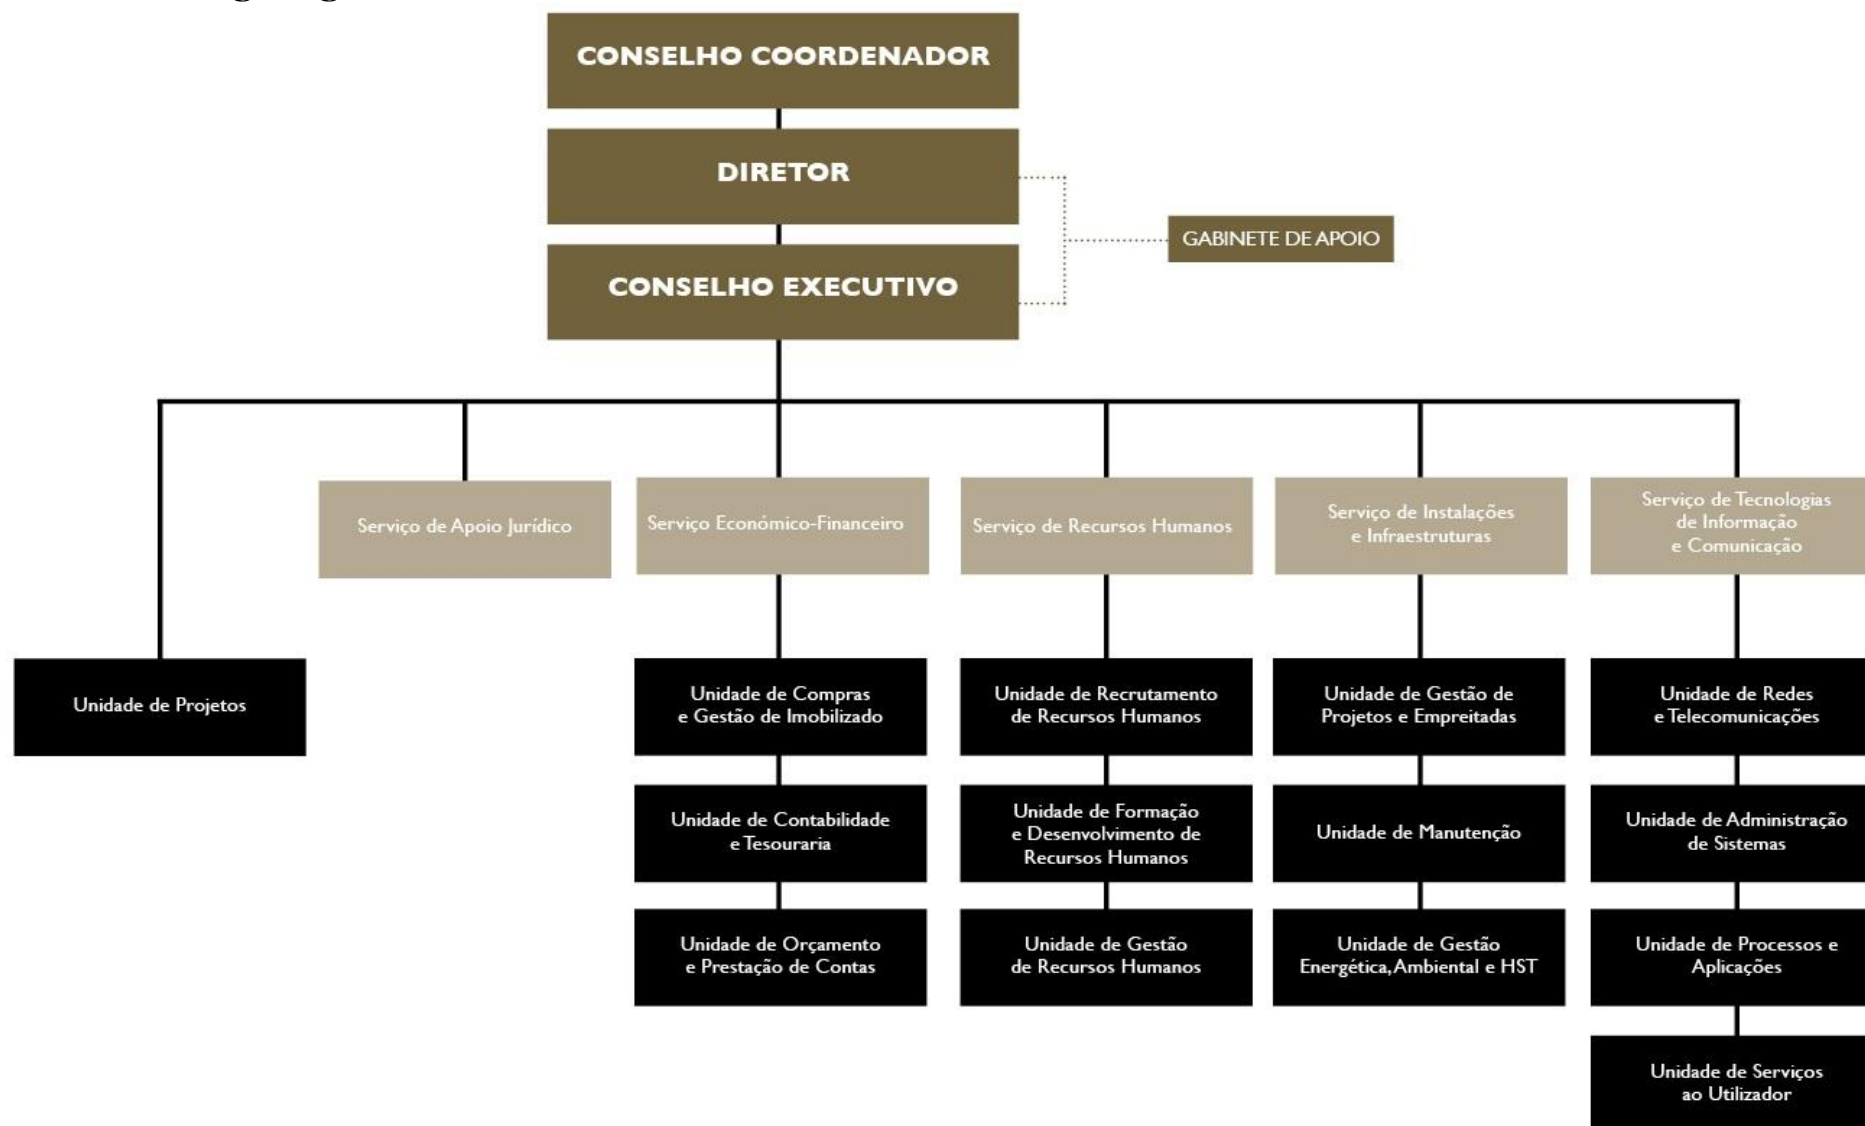 CONSELHO COORDENADOR
DIRETOR
GABINETE DE APOIO
CONSELHO EXECUTIVO
Serviço de Apoio Jurídico
Serviço Económico-Financeiro
Serviço de Recursos Humanos
Serviço de Instalações
e Infraestruturas
Serviço de Tecnologias
de Informação
e Comunicação
Unidade de Projetos
Unidade de Compras
e Gestão de Imobilizado
Unidade de Recrutamento
de Recursos Humanos
Unidade de Gestão de
Projetos e Empreitadas
Unidade de Redes
e Telecomunicações
Unidade de Contabilidade
e Tesouraria
Unidade de Formação
e Desenvolvimento de
Recursos Humanos
Unidade de Manutenção
Unidade de Administração
de Sistemas
Unidade de Orçamento
e Prestação de Contas
Unidade de Gestão
de Recursos Humanos
Unidade de Gestão
Energética, Ambiental e HST
Unidade de Processos e
Aplicações
Unidade de Serviços
ao Utilizador